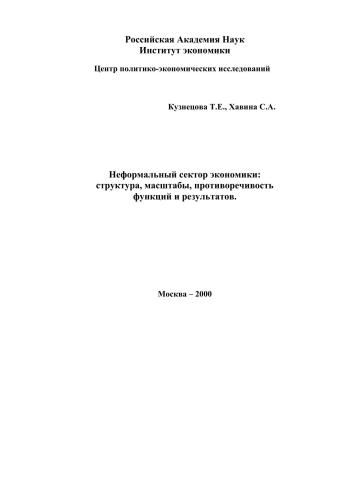 Российская Академия Наук
Институт экономики
Центр политико-экономических исследований
Кузнецова Т.Е., Хавина С.А.
Неформальный сектор экономики:
структура, масштабы, противоречивость
функций и результатов.
Москва – 2000